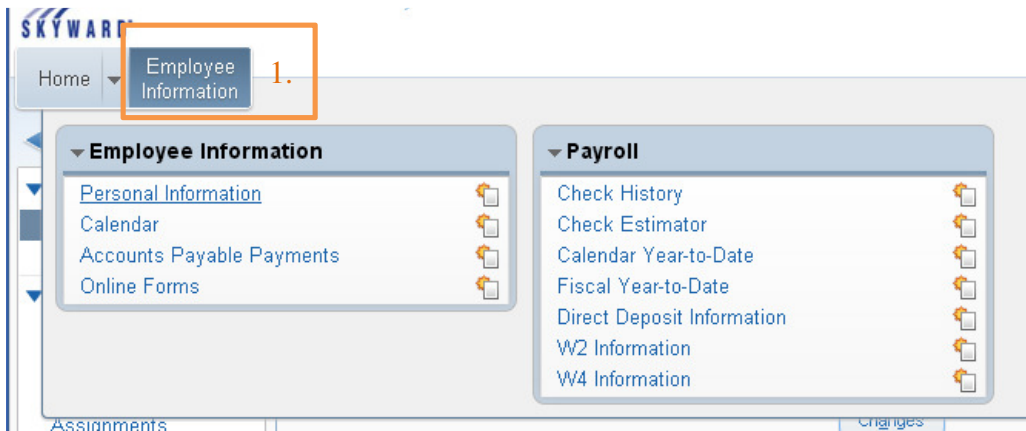 SKYWARD
Home
Employee
Information
1.
Employee Information
Personal Information
Calendar
Accounts Payable Payments
Online Forms
Payroll
Check History
Check Estimator
Calendar Year-to-Date
Fiscal Year-to-Date
Direct Deposit Information
W2 Information
W4 Information
Assignments
Changes